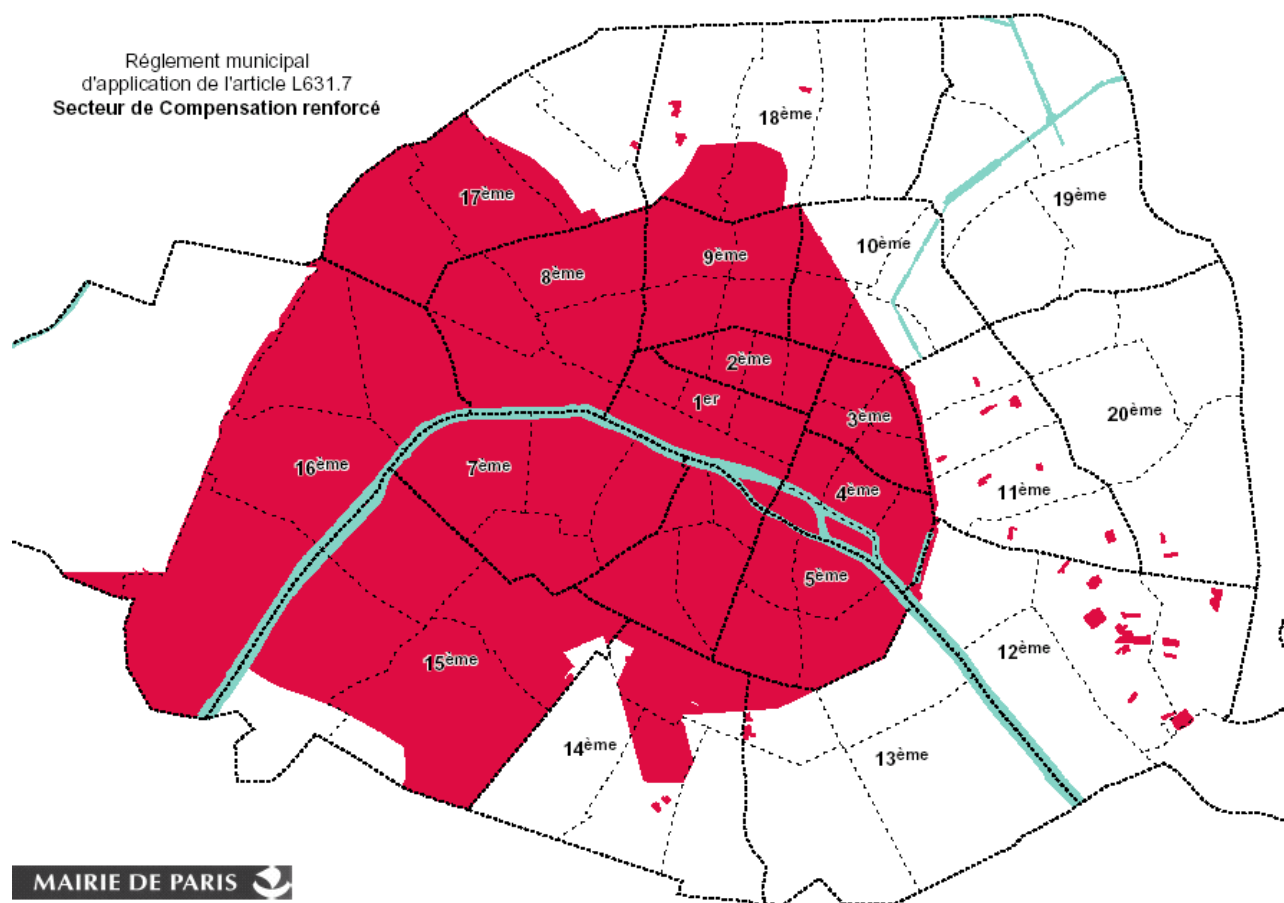 Réglement municipal
d'application de l'article L631.7
Secteur de Compensation renforcé
18ème
17ème
19ème
10ème
9ème
8ème
2ème
1er
3ème
20ème
16ème
7ème
4ème
11ème
5ème
12ème
15ème
14ème
13ème
MAIRIE DE PARIS